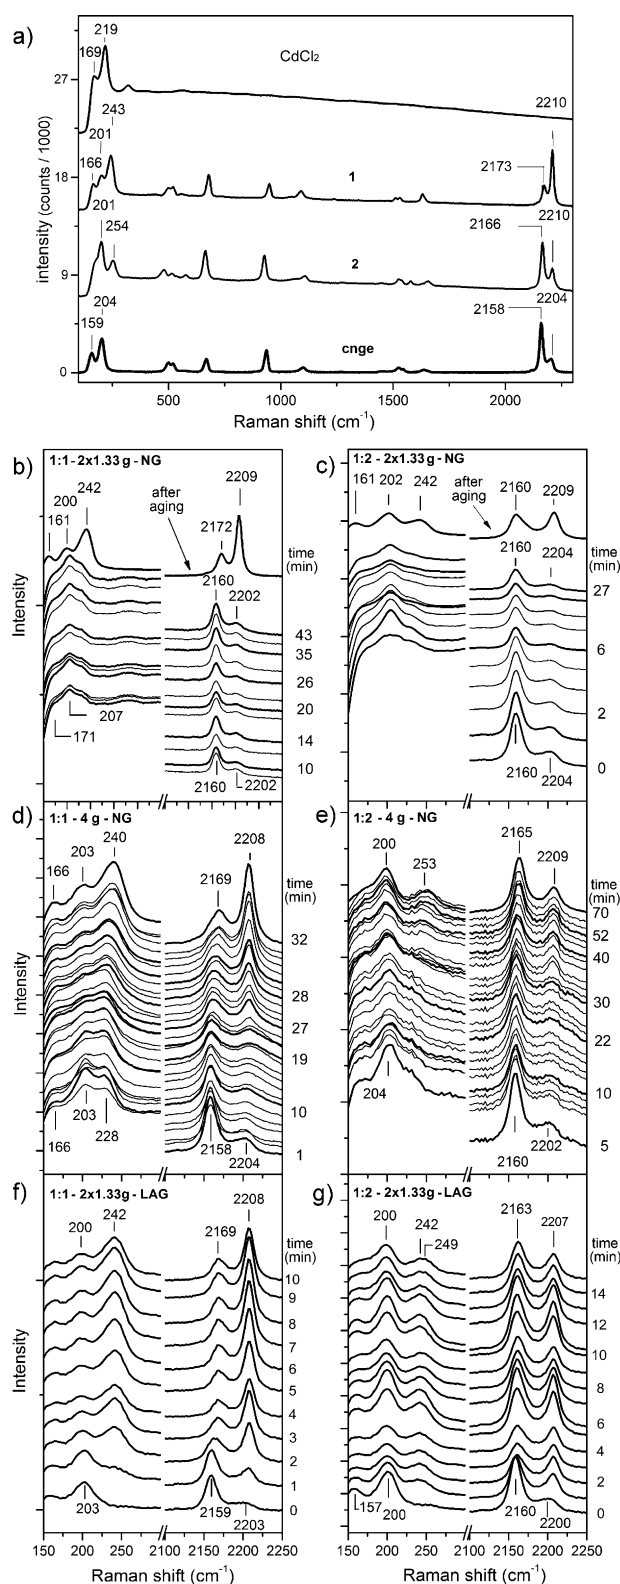 a)
219
169
CdCl2
27
243
2210
201
18
166
2173
1
201
2210
254
2166
9
2
204
2204
159
2158
cnge
0
intensity (counts / 1000)
500 1000 1500 2000
Raman shift (cm-1)
b)
1:1 - 2x1.33 g - NG
2209
242
200
161
after
aging
2172
time
(min)
2160
2202
43
35
26
20
14
10
207
171
2160 2202
Intensity
c)
1:2 - 2x1.33 g - NG
after
aging
161 202 242
2160
2209
2160
2204
time
(min)
27
6
2
0
2160
2204
d)
1:1 - 4 g - NG
240
203
166
2208
2169
time
(min)
32
28
27
19
10
1
203
228
166
2158
2204
Intensity
e)
1:2 - 4 g - NG
2165
200
253
2209
time
(min)
70
52
40
30
22
10
5
204
2202
2160
f)
1:1 - 2x1.33g - LAG
2208
242
200
2169
time
(min)
10
9
8
7
6
5
4
3
2
1
0
203
2159
2203
Intensity
150 200 250 300 2100 2150 2200 2250
Raman shift (cm-1)
g)
1:2 - 2x1.33g - LAG
2163
200
242
249
2207
time
(min)
14
12
10
8
6
4
2
0
157
200
2160
2200
150 200 250 300 2100 2150 2200 2250
Raman shift (cm-1)